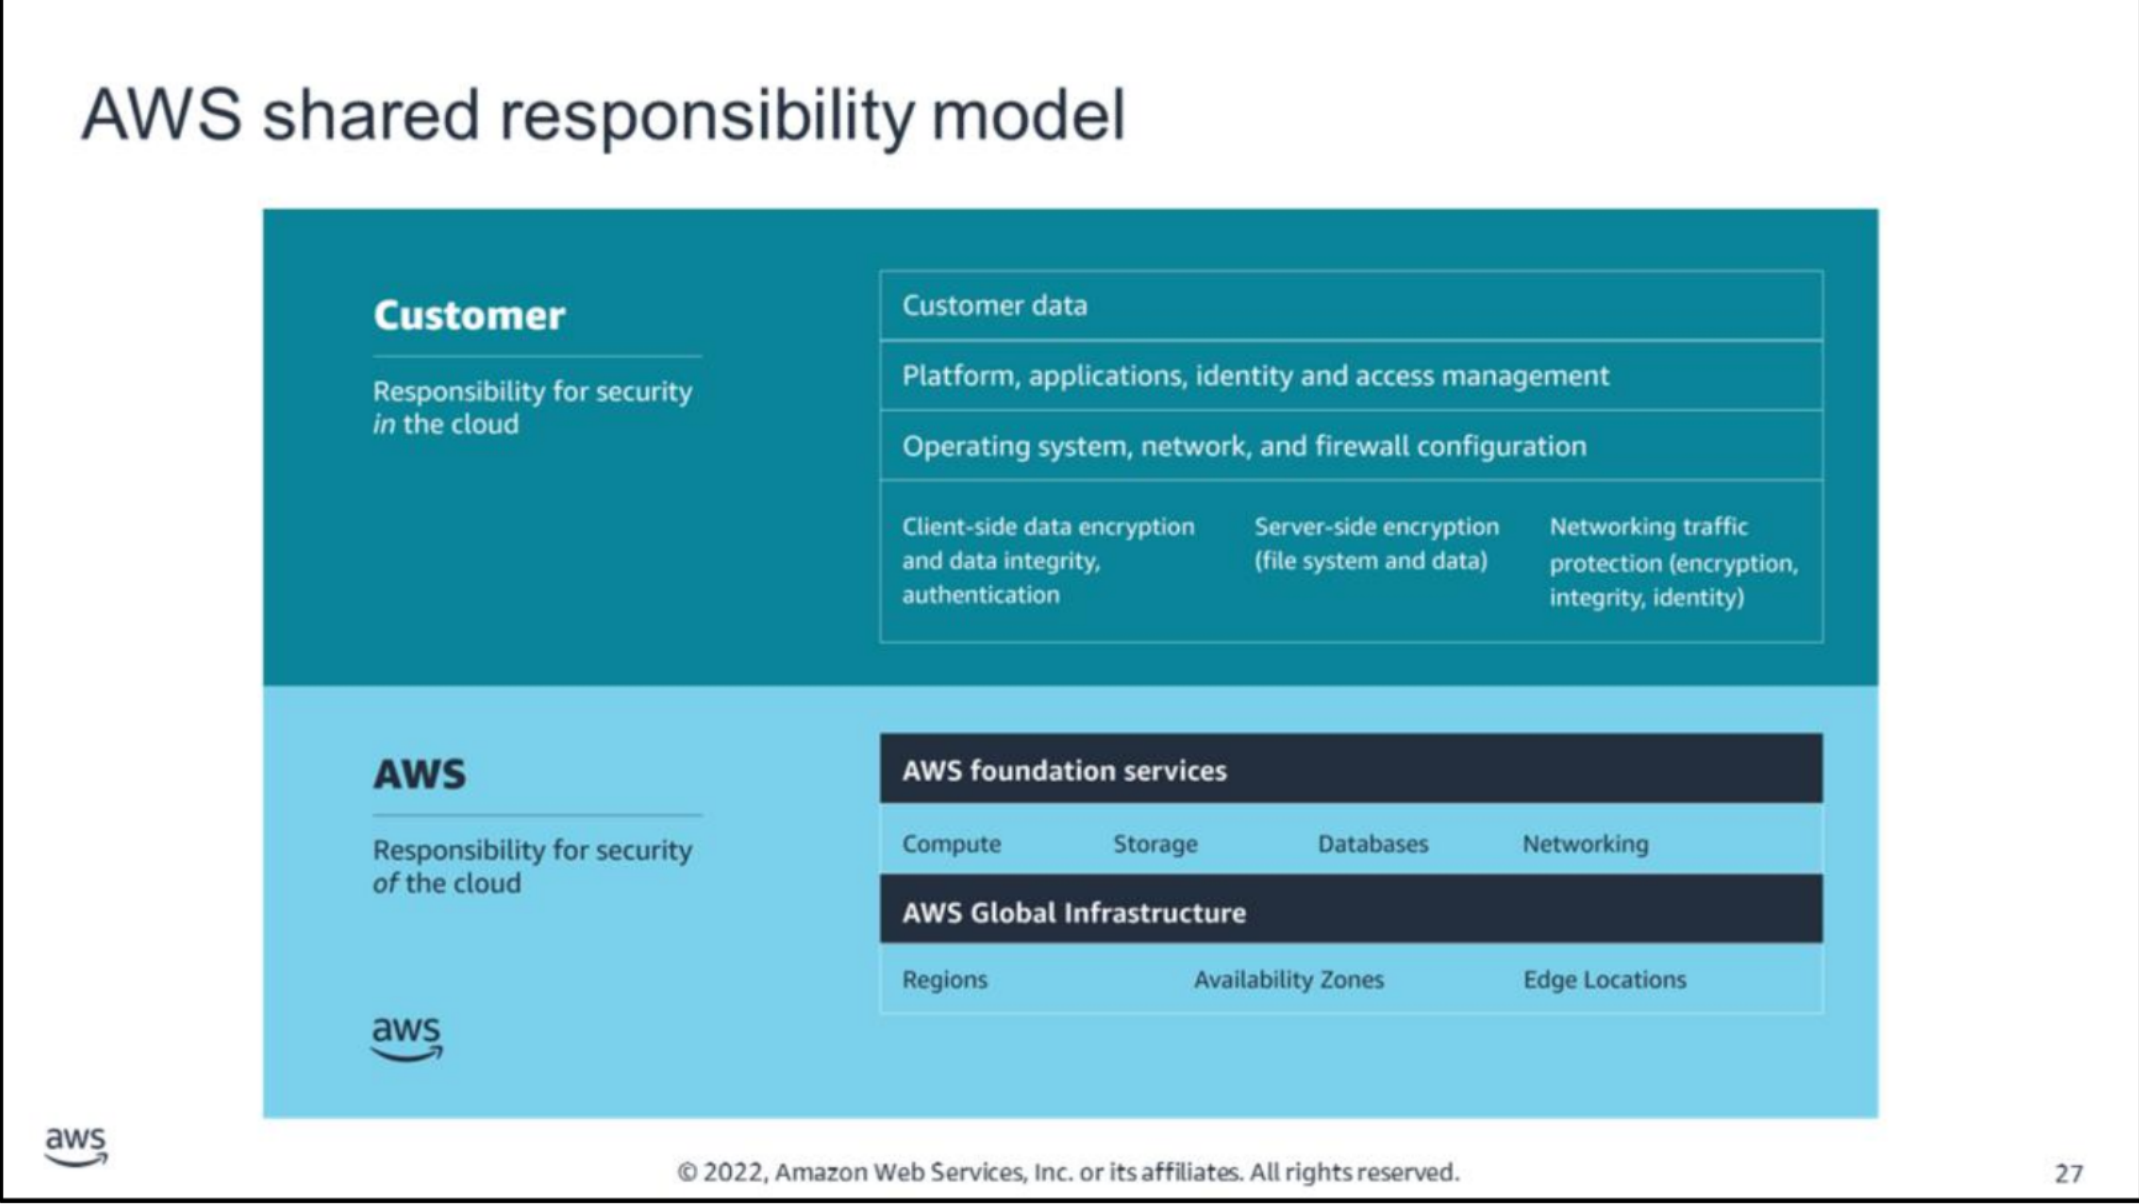 AWS shared responsibility model
Customer
Responsibility for security
in the cloud
Customer data
Platform, applications, identity and access management
Operating system, network, and firewall configuration
Client-side data encryption
and data integrity,
authentication
Server-side encryption
(file system and data)
Networking traffic
protection (encryption,
integrity, identity)
AWS
Responsibility for security
of the cloud
aws
AWS foundation services
Compute
Storage
Databases
Networking
AWS Global Infrastructure
Regions
Availability Zones
Edge Locations
aws
© 2022, Amazon Web Services, Inc. or its affiliates. All rights reserved.
27